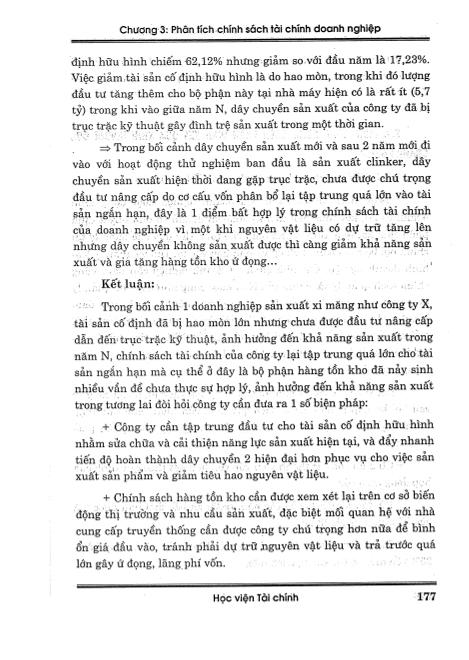 Chương 3: Phân tích chính sách tài chính doanh nghiệp
định hữu hình chiếm 62,12% nhưng giảm so với đầu năm là 17,23%.
Việc giảm tài sản cố định hữu hình là do hao mòn, trong khi đó lượng
đầu tư tăng thêm cho bộ phận này tại nhà máy hiện có là rất ít (5,7
tỷ) trong khi vào giữa năm N, dây chuyền sản xuất của công ty đã bị
trục trặc kỹ thuật gây đình trệ sản xuất trong một thời gian.
⇒ Trong bối cảnh dây chuyền sản xuất mới và sau 2 năm mới đi
vào với hoạt động thử nghiệm ban đầu là sản xuất clinker, dây
chuyền sản xuất hiện thời đang gặp trục trặc, chưa được chú trọng
đầu tư nâng cấp do cơ cấu vốn phân bổ lại tập trung quá lớn vào tài
sản ngắn hạn, đây là 1 điểm bất hợp lý trong chính sách tài chính
của doanh nghiệp vì một khi nguyên vật liệu có dự trữ tăng lên
nhưng dây chuyền không sản xuất được thì càng giảm khả năng sản
xuất và gia tăng hàng tồn kho ứ đọng...
Kết luận:
Trong bối cảnh 1 doanh nghiệp sản xuất xi măng như công ty X,
tài sản cố định đã bị hao mòn lớn nhưng chưa được đầu tư nâng cấp
dẫn đến trục trặc kỹ thuật, ảnh hưởng đến khả năng sản xuất trong
năm N, chính sách tài chính của công ty lại tập trung quá lớn cho tài
sản ngắn hạn mà cụ thể ở đây là bộ phận hàng tồn kho đã nảy sinh
nhiều vấn đề chưa thực sự hợp lý, ảnh hưởng đến khả năng sản xuất
trong tương lai đòi hỏi công ty cần đưa ra 1 số biện pháp:
+ Công ty cần tập trung đầu tư cho tài sản cố định hữu hình
nhằm sửa chữa và cải thiện năng lực sản xuất hiện tại, và đẩy nhanh
tiến độ hoàn thành dây chuyền 2 hiện đại hơn phục vụ cho việc sản
xuất sản phẩm và giảm tiêu hao nguyên vật liệu.
+ Chính sách hàng tồn kho cần được xem xét lại trên cơ sở biến
động thị trường và nhu cầu sản xuất, đặc biệt mối quan hệ với nhà
cung cấp truyền thống cần được công ty chú trọng hơn nữa để bình
ổn giá đầu vào, tránh phải dự trữ nguyên vật liệu và trả trước quá
lớn gây ứ đọng, lãng phí vốn.
Học viện Tài chính 177